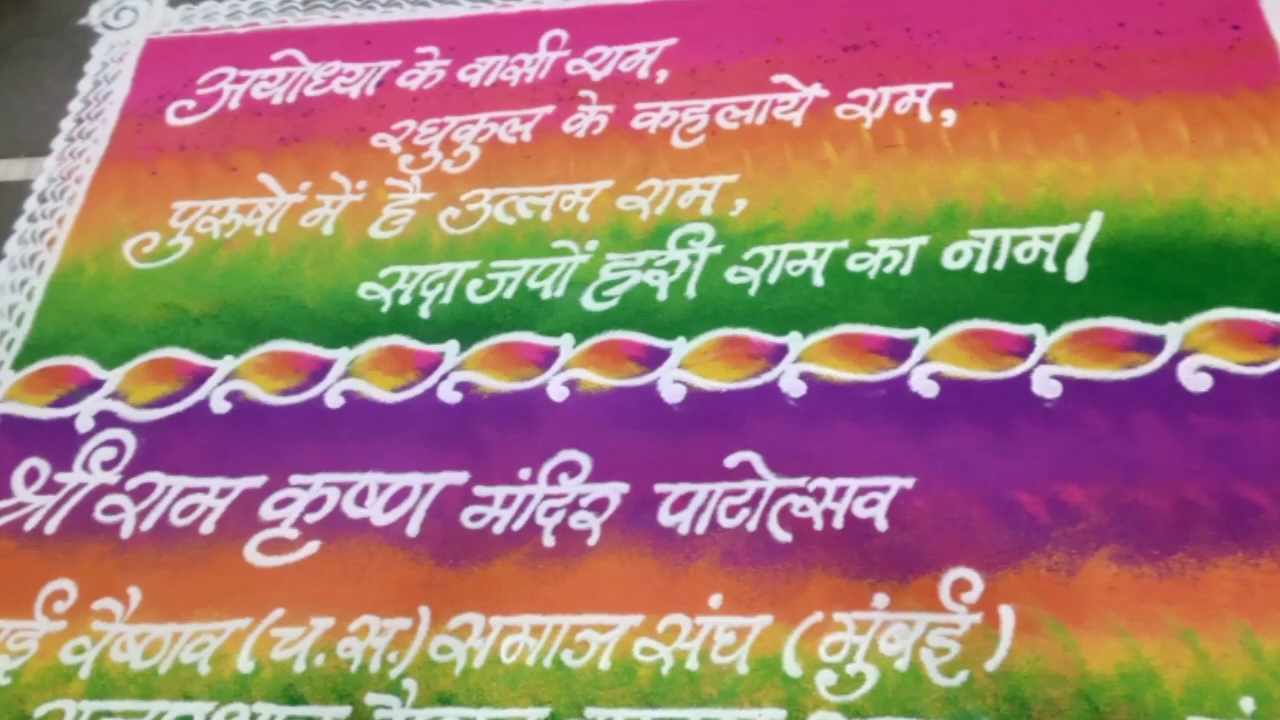 अयोध्या के वासी राम,
रघुकुल के कहलाये राम,
पुरूषों में है उत्तम राम,
सदा जपों हरी राम का नाम।
श्री राम कृष्ण मंदिर पाटोत्सव
वैष्णव (च.स.) समाज संघ (मुंबई)